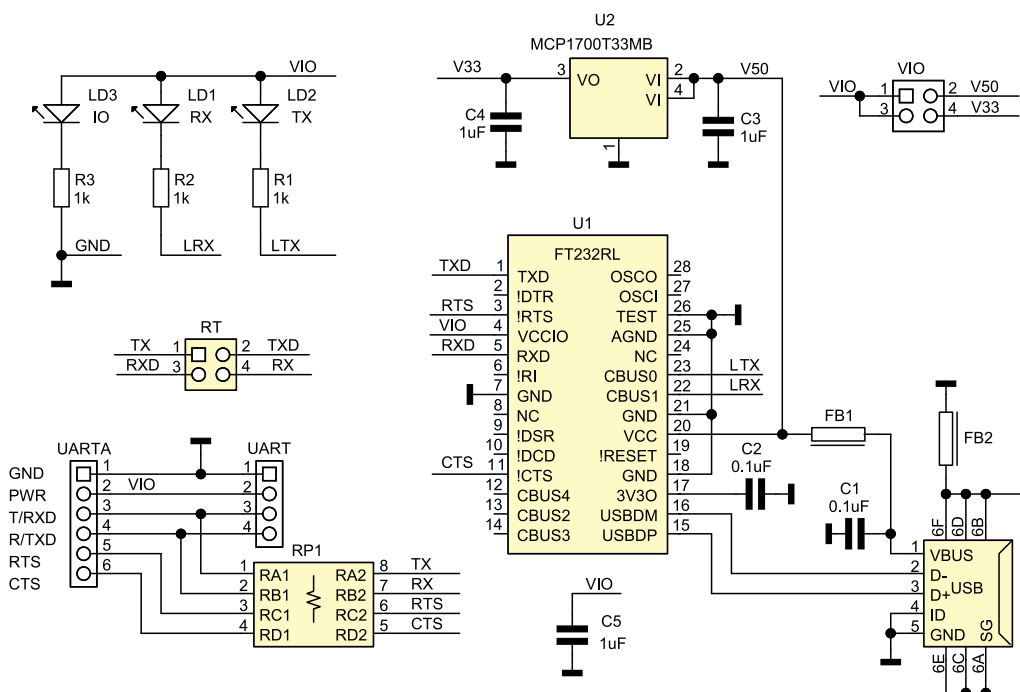 U2
MCP1700T33MB
V33 3 VO VI 2 V50
VI 4
1
C4
1uF
C3
1uF
VIO
VIO 1 2 V50
3 4 V33
VIO
LD3 LD1 LD2
IO RX TX
R3 R2 R1
1k 1k 1k
GND LRX LTX
U1
FT232RL
TXD 1 TXD OSCO 28
2 !DTR OSCI 27
RTS 3 !RTS TEST 26
VIO 4 VCCIO AGND 25
RXD 5 RXD NC 24
6 !RI CBUS0 23 LTX
7 GND CBUS1 22 LRX
8 NC GND 21
9 !DSR VCC 20
10 !DCD !RESET 19
CTS 11 !CTS GND 18
12 CBUS4 3V3O 17
13 CBUS2 USBDM 16
14 CBUS3 USBDP 15
RT
TX 1 2 TXD
RXD 3 4 RX
UARTA UART
GND 1 1
PWR 2 VIO 2
T/RXD 3 3
R/TXD 4 4
RTS 5
CTS 6
RP1
1 RA1 RA2 8 TX
2 RB1 RB2 7 RX
3 RC1 RC2 6 RTS
4 RD1 RD2 5 CTS
VIO
C5
1uF
FB1
FB2
C2
0.1uF
C1
0.1uF
6F 6D 6B
1 VBUS
2 D-
3 D+ USB
4 ID
5 GND SG
6E 6C 6A